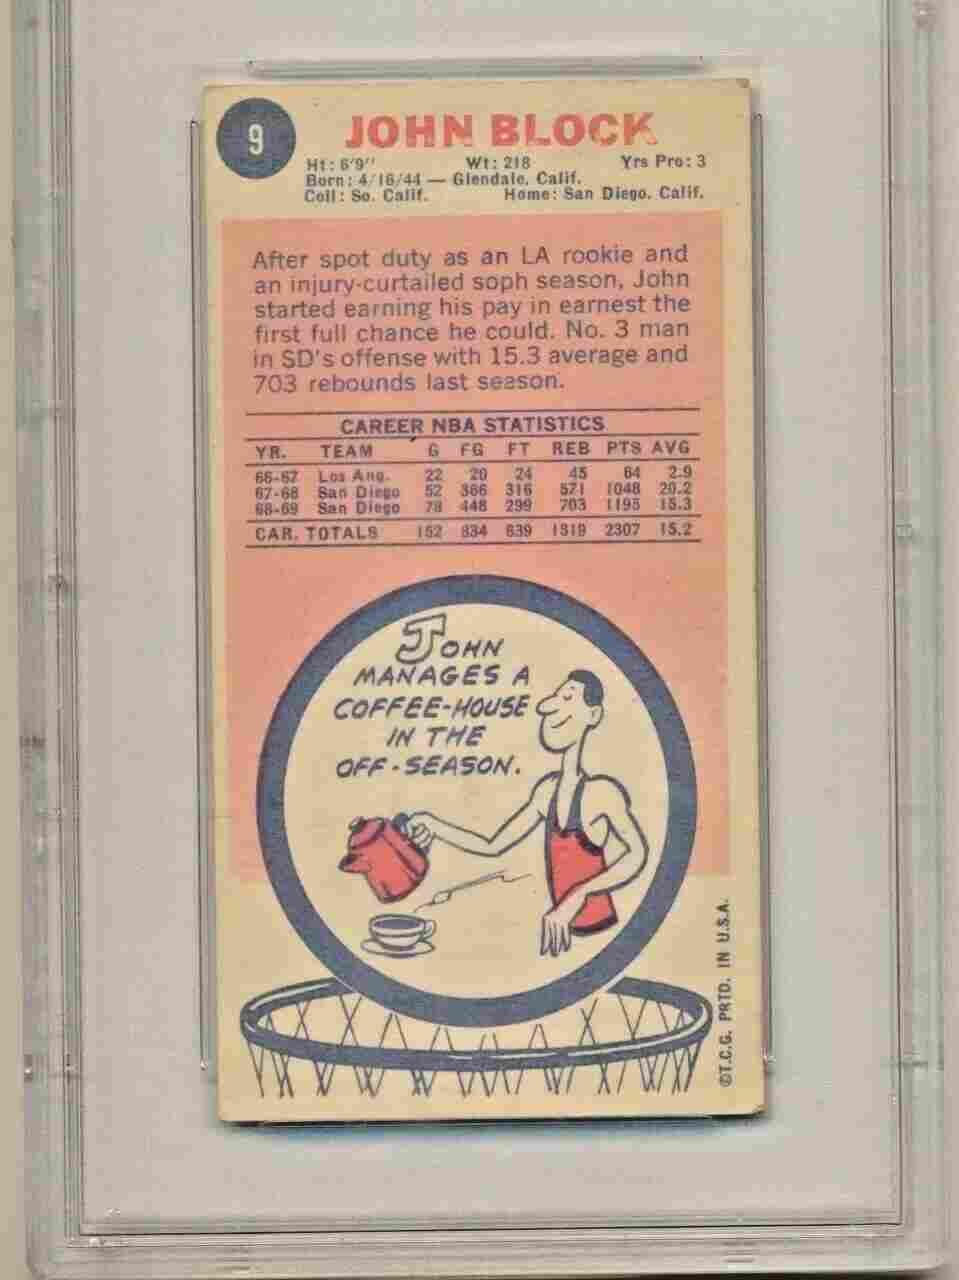 9
JOHN BLOCK
Ht: 6'9" Wt: 218 Yrs Pro: 3
Born: 4/16/44 — Glendale, Calif.
Coll: So. Calif. Home: San Diego, Calif.
After spot duty as an LA rookie and
an injury-curtailed soph season, John
started earning his pay in earnest the
first full chance he could. No. 3 man
in SD's offense with 15.3 average and
703 rebounds last season.
CAREER NBA STATISTICS
YR. TEAM G FG FT REB PTS AVG
66-67 Los Ang. 22 20 24 45 64 2.9
67-68 San Diego 52 366 316 571 1048 20.2
68-69 San Diego 78 448 299 703 1195 15.3
CAR. TOTALS 152 834 639 1319 2307 15.2
JOHN
MANAGES A
COFFEE-HOUSE
IN THE
OFF-SEASON.
©T.C.G. PRTD. IN U.S.A.